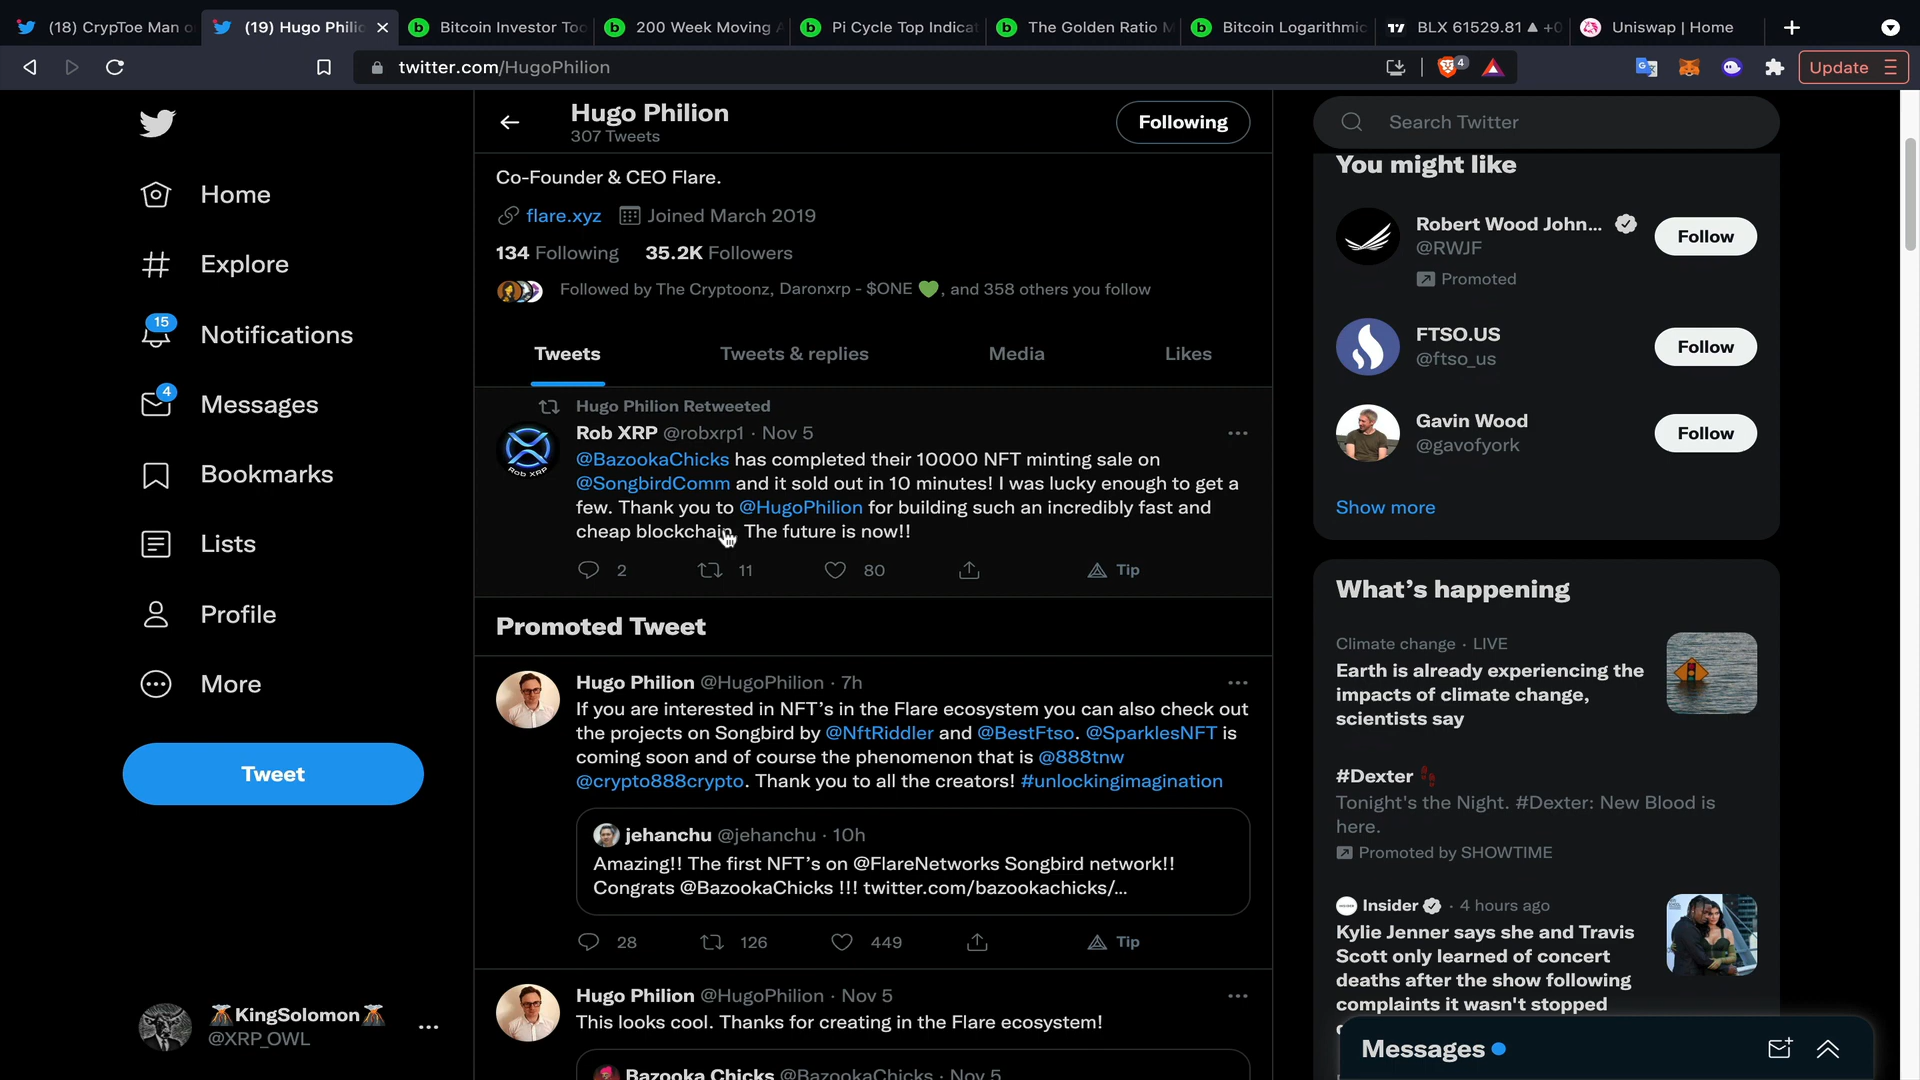 (18) CrypToe Man o
(19) Hugo Philio
Bitcoin Investor Too
200 Week Moving A
Pi Cycle Top Indicat
The Golden Ratio M
Bitcoin Logarithmic
BLX 61529.81 ▲ +0
Uniswap | Home
twitter.com/HugoPhilion
4
Update
Home
Explore
15
Notifications
4
Messages
Bookmarks
Lists
Profile
More
Tweet
🌋KingSolomon🌋
@XRP_OWL
Hugo Philion
307 Tweets
Following
Co-Founder & CEO Flare.
flare.xyz Joined March 2019
134 Following 35.2K Followers
Followed by The Cryptoonz, Daronxrp - $ONE 💚, and 358 others you follow
Tweets Tweets & replies Media Likes
Hugo Philion Retweeted
Rob XRP @robxrp1 · Nov 5
@BazookaChicks has completed their 10000 NFT minting sale on
@SongbirdComm and it sold out in 10 minutes! I was lucky enough to get a
few. Thank you to @HugoPhilion for building such an incredibly fast and
cheap blockchain. The future is now!!
2 11 80 Tip
Promoted Tweet
Hugo Philion @HugoPhilion · 7h
If you are interested in NFT's in the Flare ecosystem you can also check out
the projects on Songbird by @NftRiddler and @BestFtso. @SparklesNFT is
coming soon and of course the phenomenon that is @888tnw
@crypto888crypto. Thank you to all the creators! #unlockingimagination
jehanchu @jehanchu · 10h
Amazing!! The first NFT's on @FlareNetworks Songbird network!!
Congrats @BazookaChicks !!! twitter.com/bazookachicks/...
28 126 449 Tip
Hugo Philion @HugoPhilion · Nov 5
This looks cool. Thanks for creating in the Flare ecosystem!
Bazooka Chicks @BazookaChicks · Nov 5
Search Twitter
You might like
Robert Wood John...
@RWJF
Promoted
Follow
FTSO.US
@ftso_us
Follow
Gavin Wood
@gavofyork
Follow
Show more
What's happening
Climate change · LIVE
Earth is already experiencing the
impacts of climate change,
scientists say
#Dexter
Tonight's the Night. #Dexter: New Blood is
here.
Promoted by SHOWTIME
Insider · 4 hours ago
Kylie Jenner says she and Travis
Scott only learned of concert
deaths after the show following
complaints it wasn't stopped
Messages